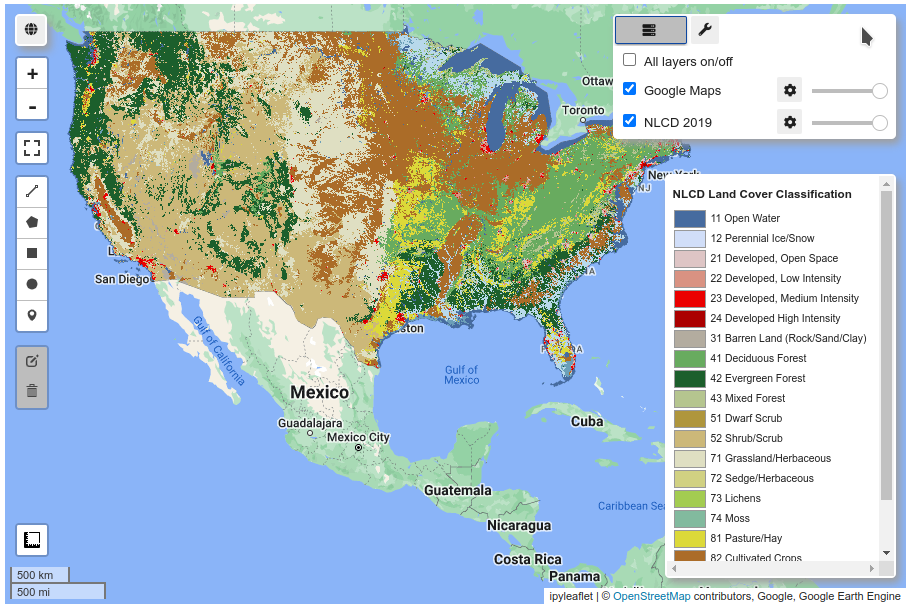 +
-
All layers on/off
Google Maps
NLCD 2019
Ottaw
Toronto
New York
NJ
San Diego
ston
Gulf of California
Gulf of
Mexico
Mexico
Guadalajara
Mexico City
Cuba
Guatemala
Caribbean Sea
Nicaragua
Costa Rica
Panama
NLCD Land Cover Classification
11 Open Water
12 Perennial Ice/Snow
21 Developed, Open Space
22 Developed, Low Intensity
23 Developed, Medium Intensity
24 Developed High Intensity
31 Barren Land (Rock/Sand/Clay)
41 Deciduous Forest
42 Evergreen Forest
43 Mixed Forest
51 Dwarf Scrub
52 Shrub/Scrub
71 Grassland/Herbaceous
72 Sedge/Herbaceous
73 Lichens
74 Moss
81 Pasture/Hay
82 Cultivated Crops
500 km
500 mi
ipyleaflet | © OpenStreetMap contributors, Google, Google Earth Engine